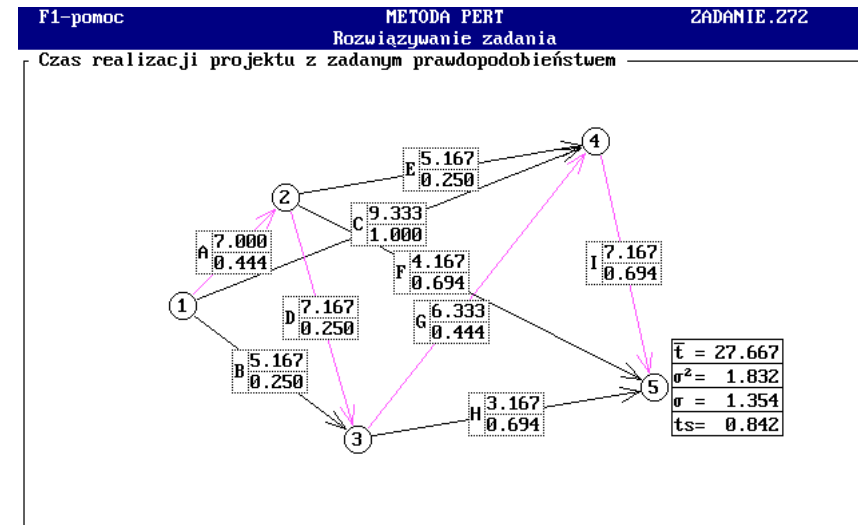 F1-pomoc METODA PERT ZADANIE.Z72
Rozwiązywanie zadania
Czas realizacji projektu z zadanym prawdopodobieństwem
4
E 5.167
0.250
2
C 9.333
1.000
A 7.000
0.444
F 4.167
0.694
I 7.167
0.694
1
D 7.167
0.250
G 6.333
0.444
B 5.167
0.250
t̅ = 27.667
σ²= 1.832
σ = 1.354
ts= 0.842
5
H 3.167
0.694
3